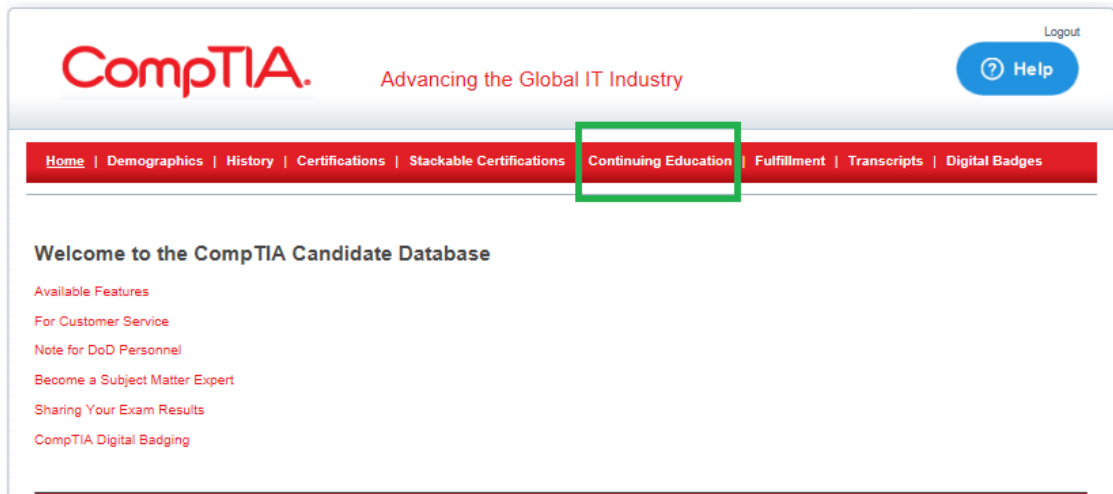 Logout
CompTIA.
Advancing the Global IT Industry
? Help
Home | Demographics | History | Certifications | Stackable Certifications Continuing Education | Fulfillment | Transcripts | Digital Badges
Welcome to the CompTIA Candidate Database
Available Features
For Customer Service
Note for DoD Personnel
Become a Subject Matter Expert
Sharing Your Exam Results
CompTIA Digital Badging